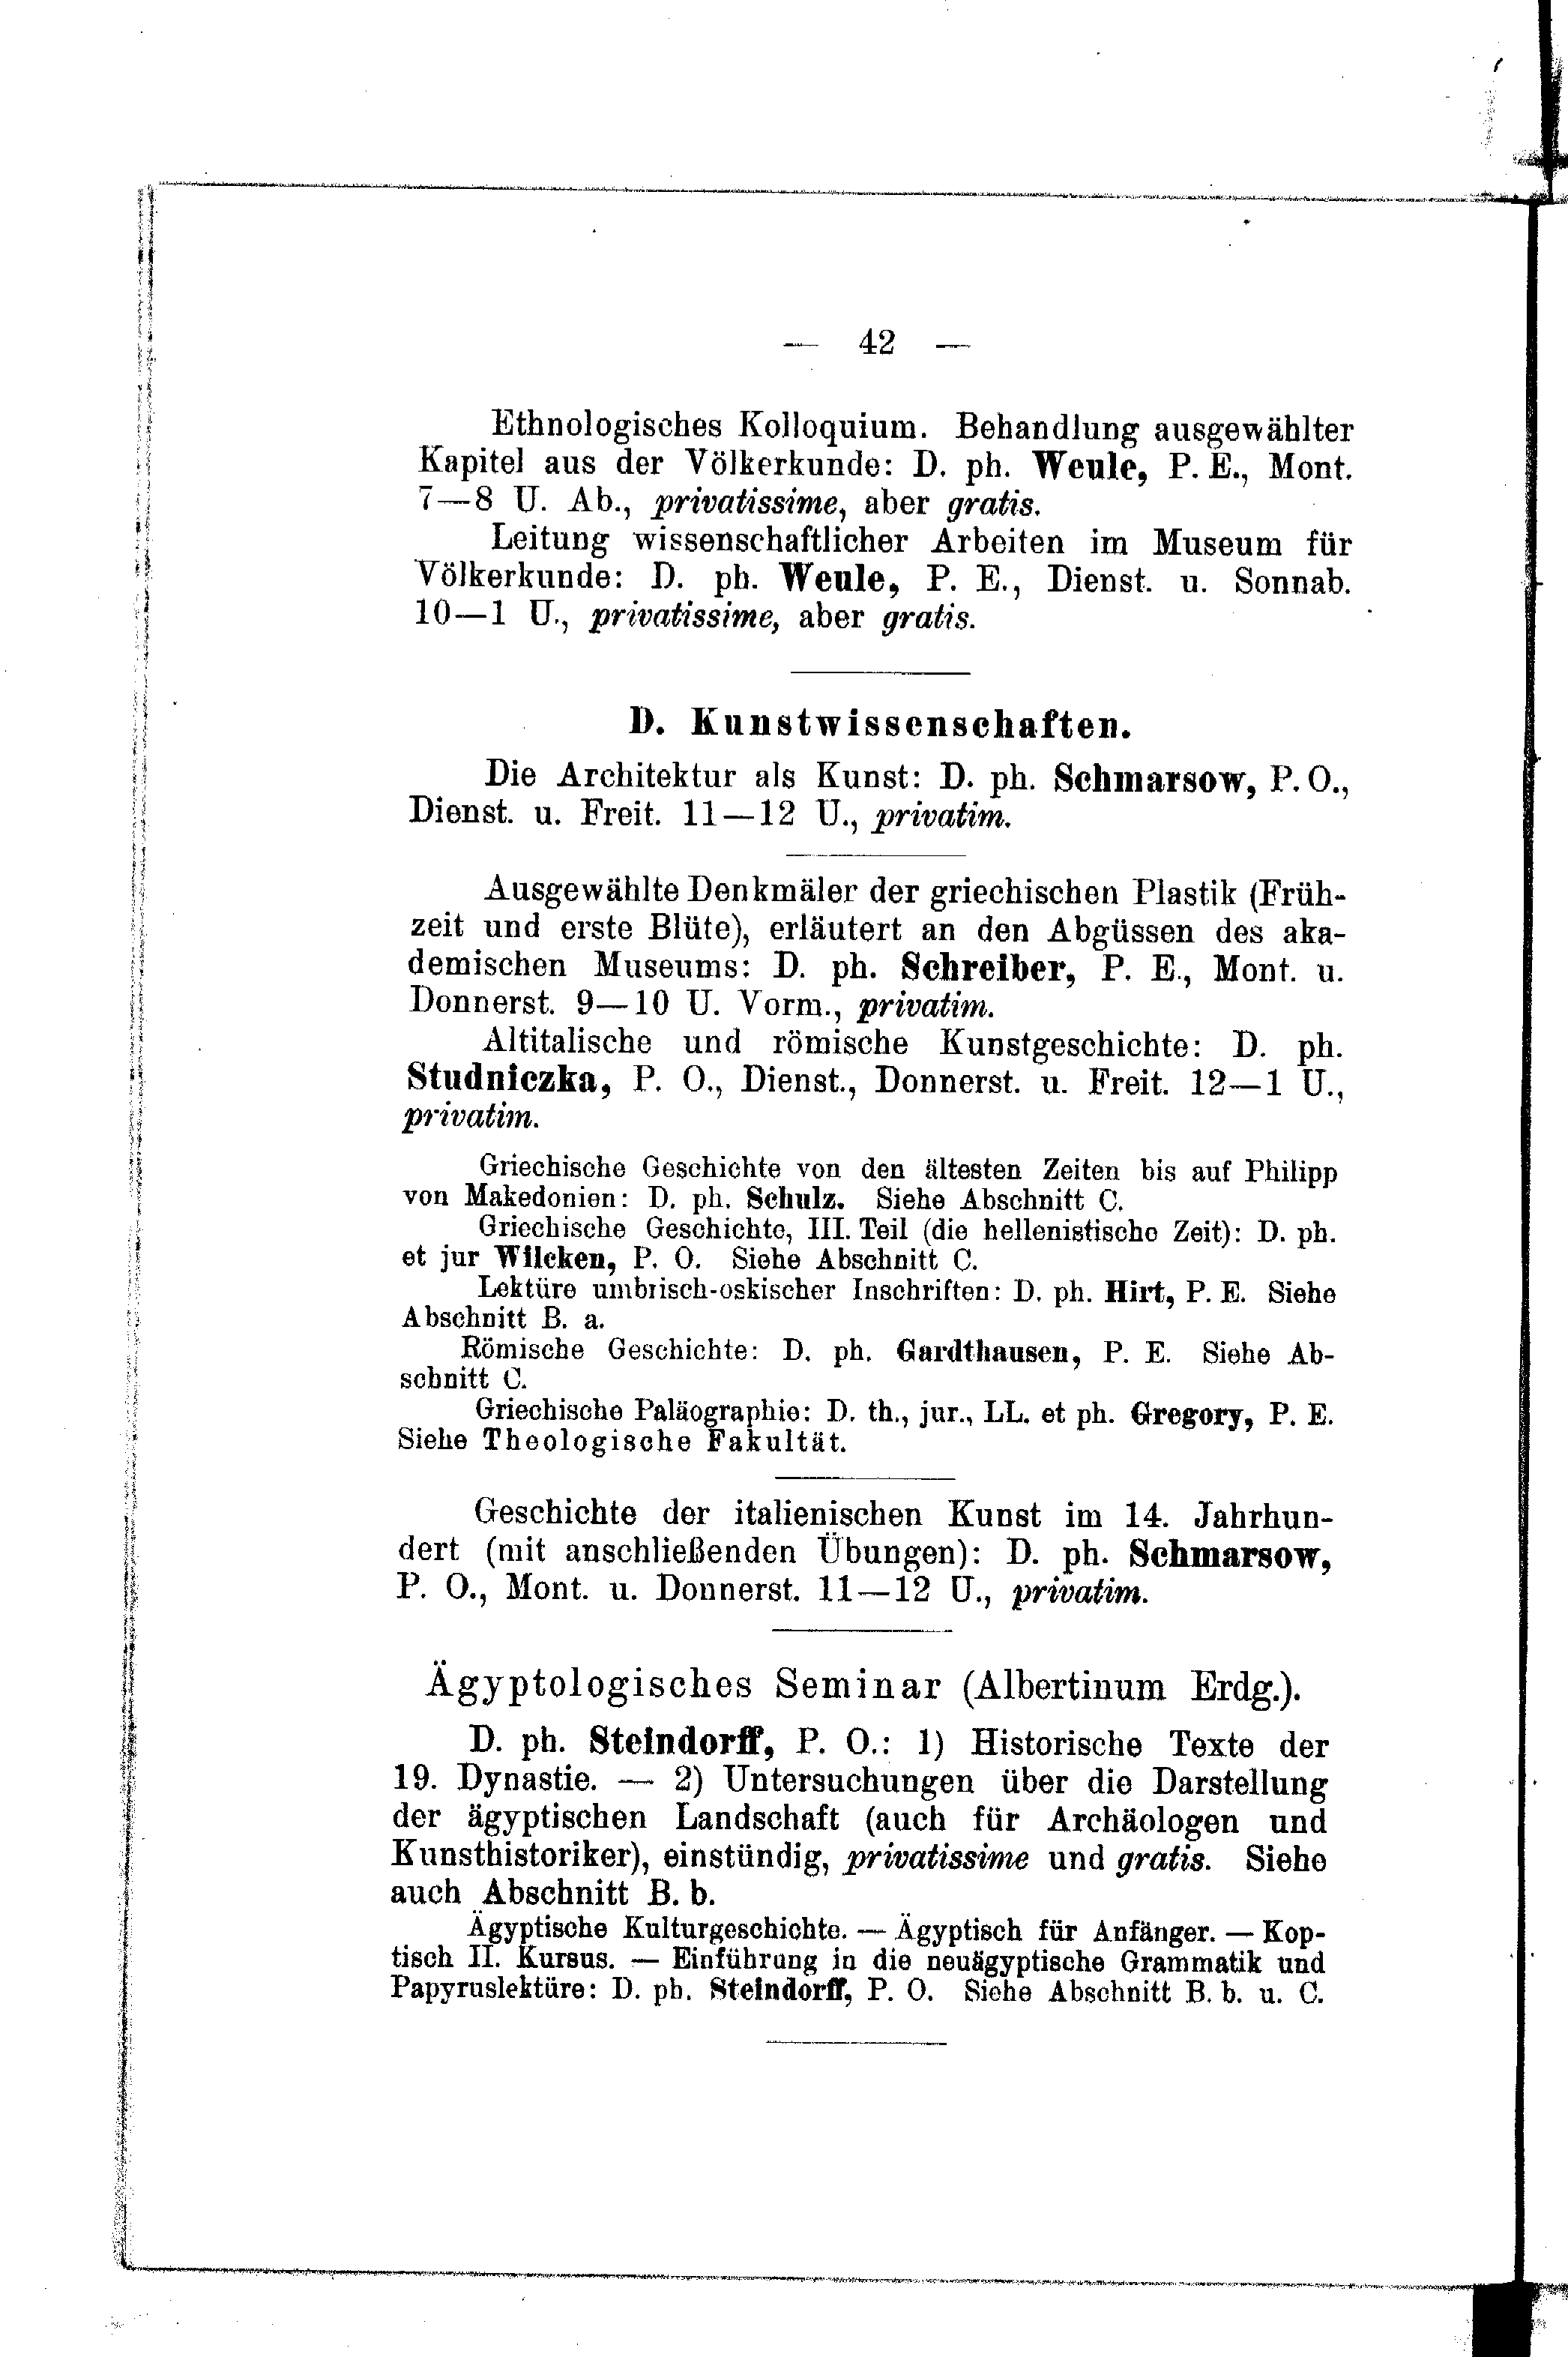 — 42 —
Ethnologisches Kolloquium. Behandlung ausgewählter
Kapitel aus der Völkerkunde: D. ph. Weule, P. E., Mont.
7—8 U. Ab., privatissime, aber gratis.
Leitung wissenschaftlicher Arbeiten im Museum für
Völkerkunde: D. ph. Weule, P. E., Dienst. u. Sonnab.
10—1 U., privatissime, aber gratis.
D. Kunstwissenschaften.
Die Architektur als Kunst: D. ph. Schmarsow, P. O.,
Dienst. u. Freit. 11—12 U., privatim.
Ausgewählte Denkmäler der griechischen Plastik (Früh-
zeit und erste Blüte), erläutert an den Abgüssen des aka-
demischen Museums: D. ph. Schreiber, P. E., Mont. u.
Donnerst. 9—10 U. Vorm., privatim.
Altitalische und römische Kunstgeschichte: D. ph.
Studniczka, P. O., Dienst., Donnerst. u. Freit. 12—1 U.,
privatim.
Griechische Geschichte von den ältesten Zeiten bis auf Philipp
von Makedonien: D. ph. Schulz. Siehe Abschnitt C.
Griechische Geschichte, III. Teil (die hellenistische Zeit): D. ph.
et jur Wilcken, P. O. Siehe Abschnitt C.
Lektüre umbrisch-oskischer Inschriften: D. ph. Hirt, P. E. Siehe
Abschnitt B. a.
Römische Geschichte: D. ph. Gardthausen, P. E. Siehe Ab-
schnitt C.
Griechische Paläographie: D. th., jur., LL. et ph. Gregory, P. E.
Siehe Theologische Fakultät.
Geschichte der italienischen Kunst im 14. Jahrhun-
dert (mit anschließenden Übungen): D. ph. Schmarsow,
P. O., Mont. u. Donnerst. 11—12 U., privatim.
Ägyptologisches Seminar (Albertinum Erdg.).
D. ph. Steindorff, P. O.: 1) Historische Texte der
19. Dynastie. — 2) Untersuchungen über die Darstellung
der ägyptischen Landschaft (auch für Archäologen und
Kunsthistoriker), einstündig, privatissime und gratis. Siehe
auch Abschnitt B. b.
Ägyptische Kulturgeschichte. — Ägyptisch für Anfänger. — Kop-
tisch II. Kursus. — Einführung in die neuägyptische Grammatik und
Papyruslektüre: D. ph. Steindorff, P. O. Siehe Abschnitt B. b. u. C.